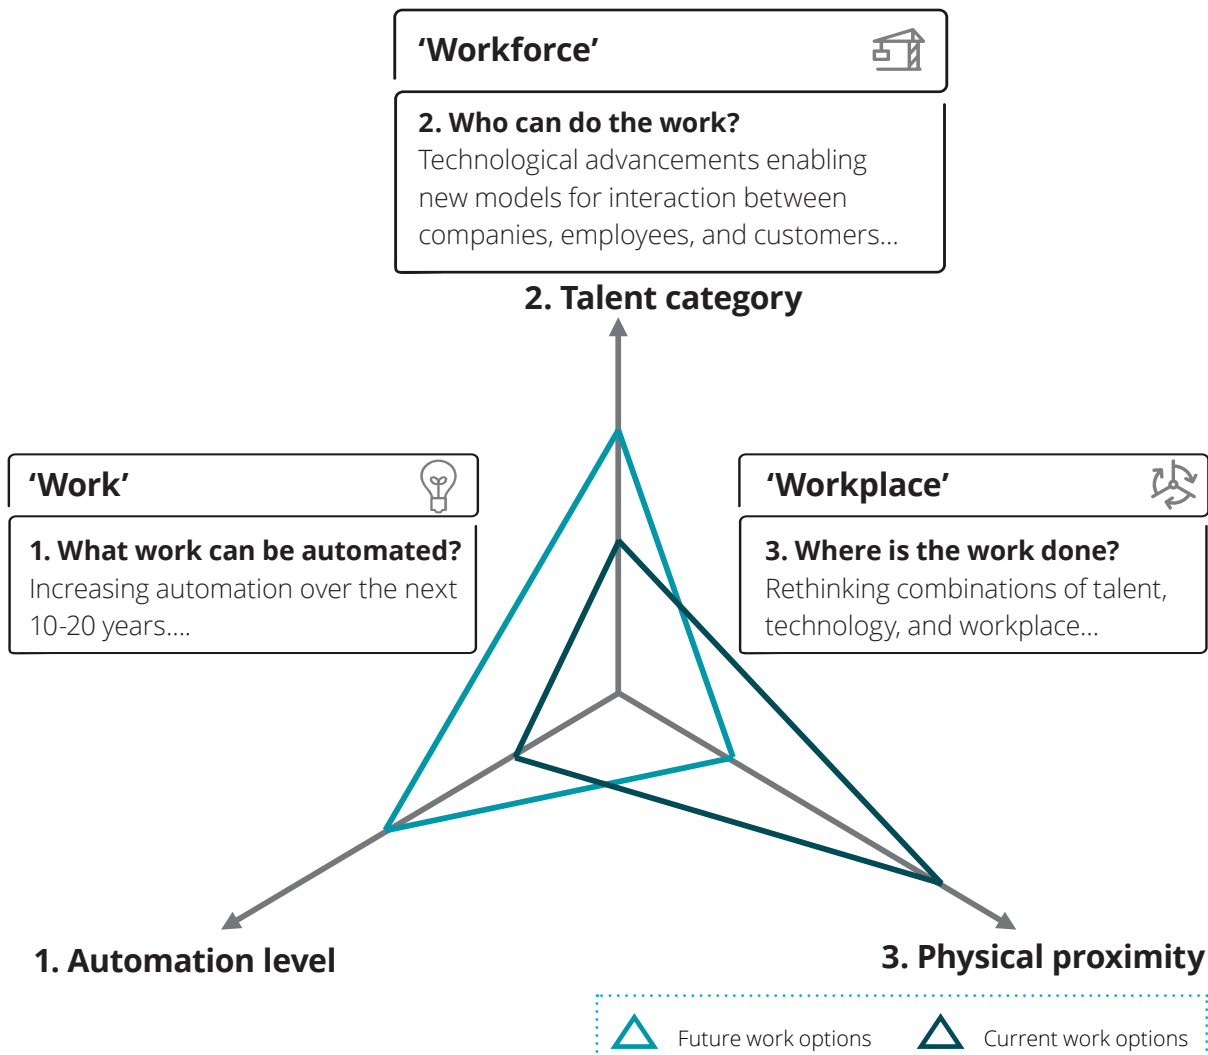 ‘Workforce’
2. Who can do the work?
Technological advancements enabling
new models for interaction between
companies, employees, and customers...
2. Talent category
‘Work’
1. What work can be automated?
Increasing automation over the next
10-20 years....
‘Workplace’
3. Where is the work done?
Rethinking combinations of talent,
technology, and workplace...
1. Automation level
3. Physical proximity
Future work options
Current work options